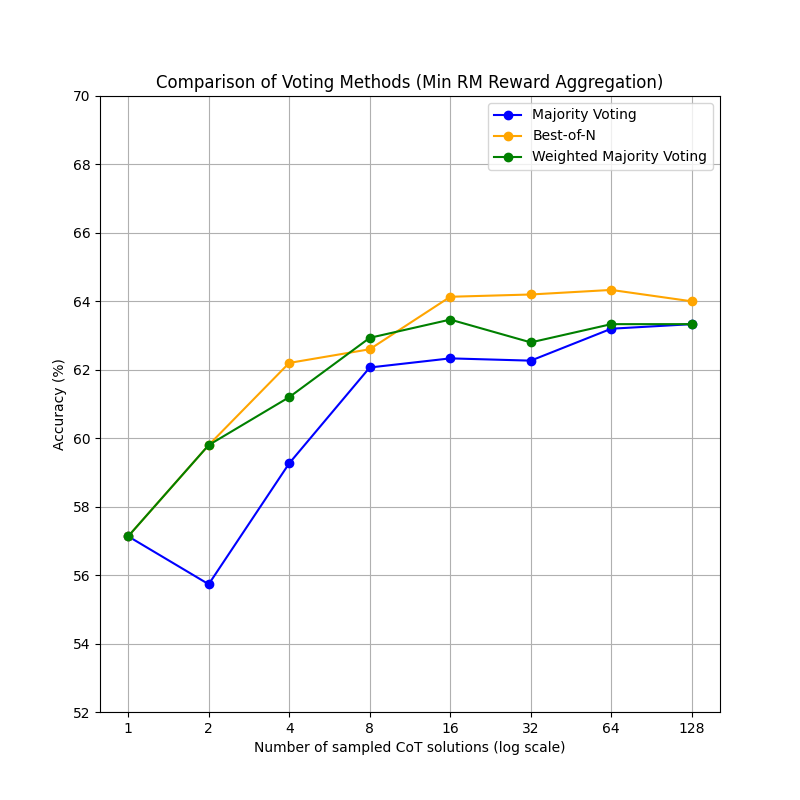 Comparison of Voting Methods (Min RM Reward Aggregation)
Majority Voting
Best-of-N
Weighted Majority Voting
Accuracy (%)
70
68
66
64
62
60
58
56
54
52
1 2 4 8 16 32 64 128
Number of sampled CoT solutions (log scale)